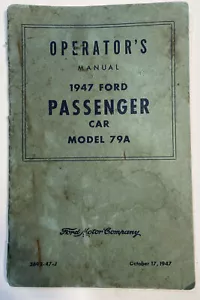 OPERATOR'S
MANUAL
1947 FORD
PASSENGER
CAR
MODEL 79A
Ford Motor Company
October 17, 1947